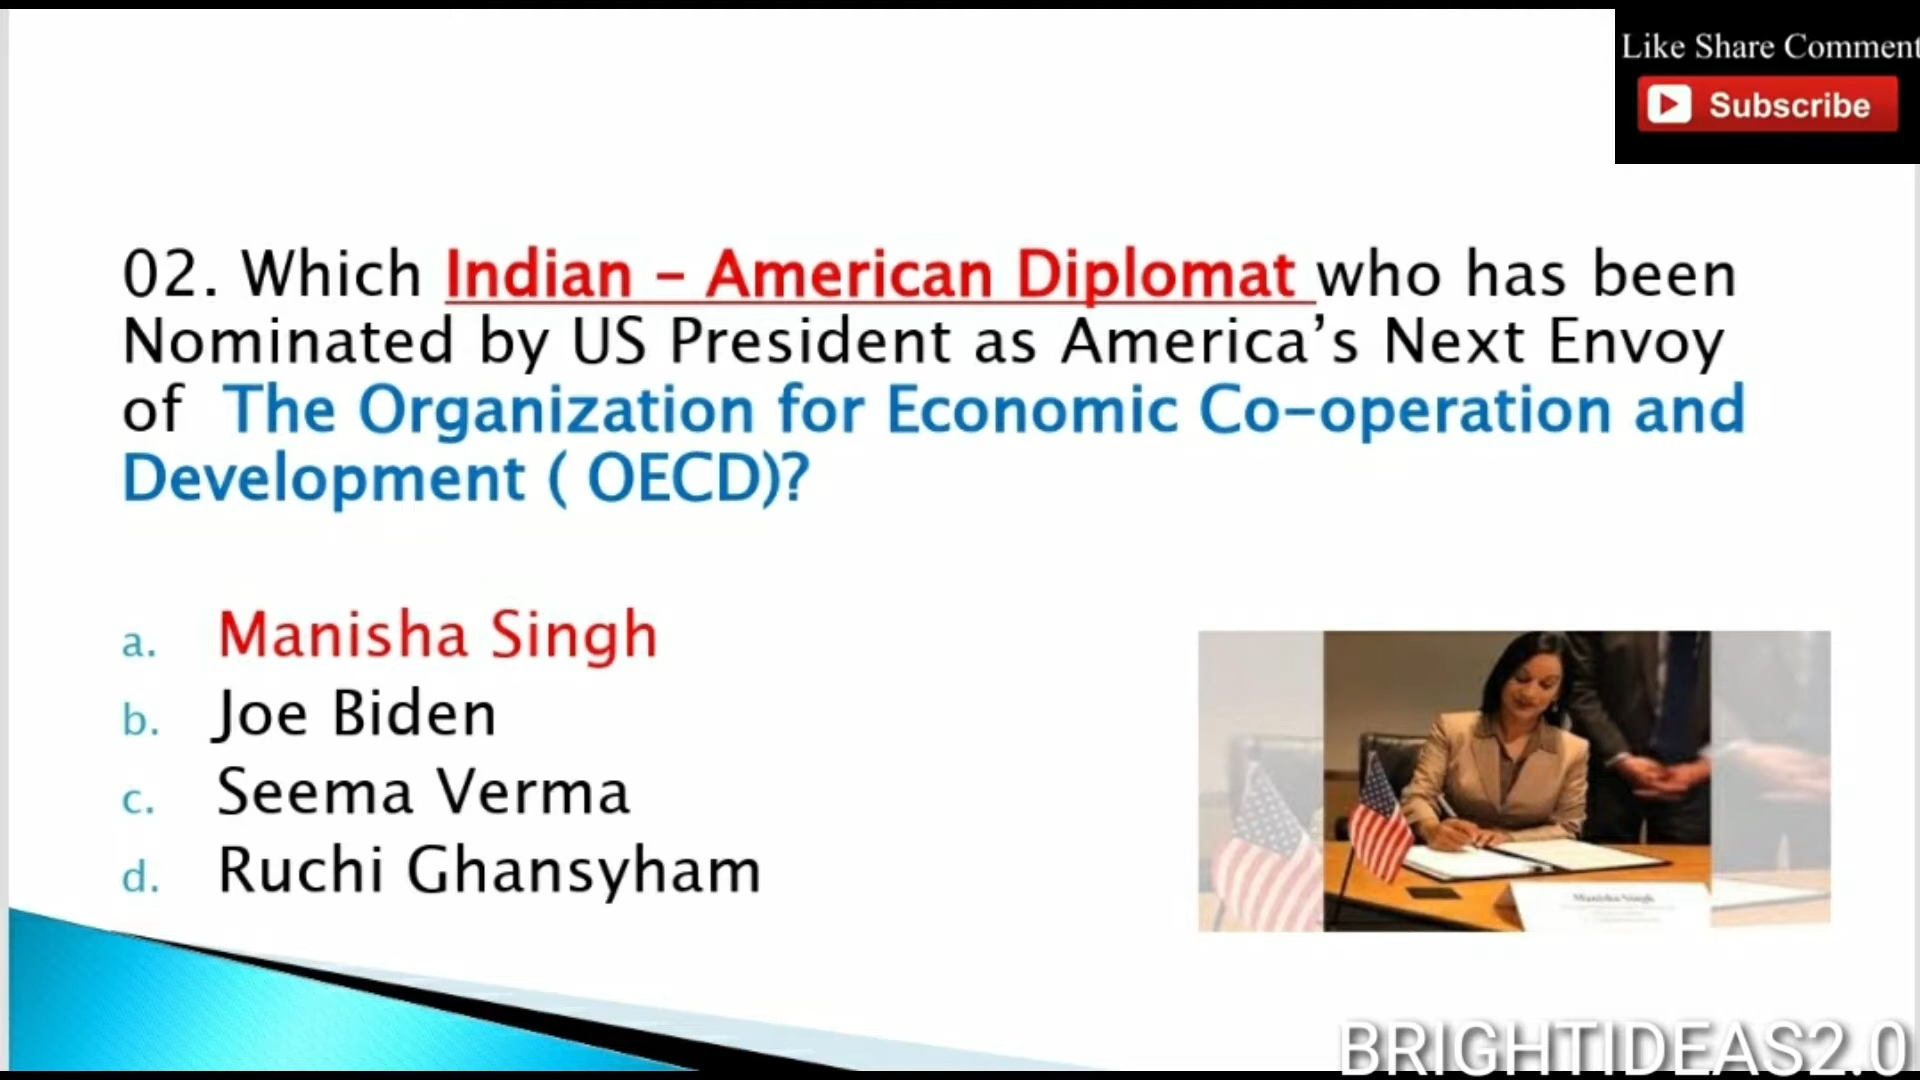 Like Share Comment
Subscribe
02. Which Indian – American Diplomat who has been
Nominated by US President as America’s Next Envoy
of The Organization for Economic Co-operation and
Development ( OECD)?
a. Manisha Singh
b. Joe Biden
c. Seema Verma
d. Ruchi Ghansyham
Manisha Singh
BRIGHTIDEAS2.0